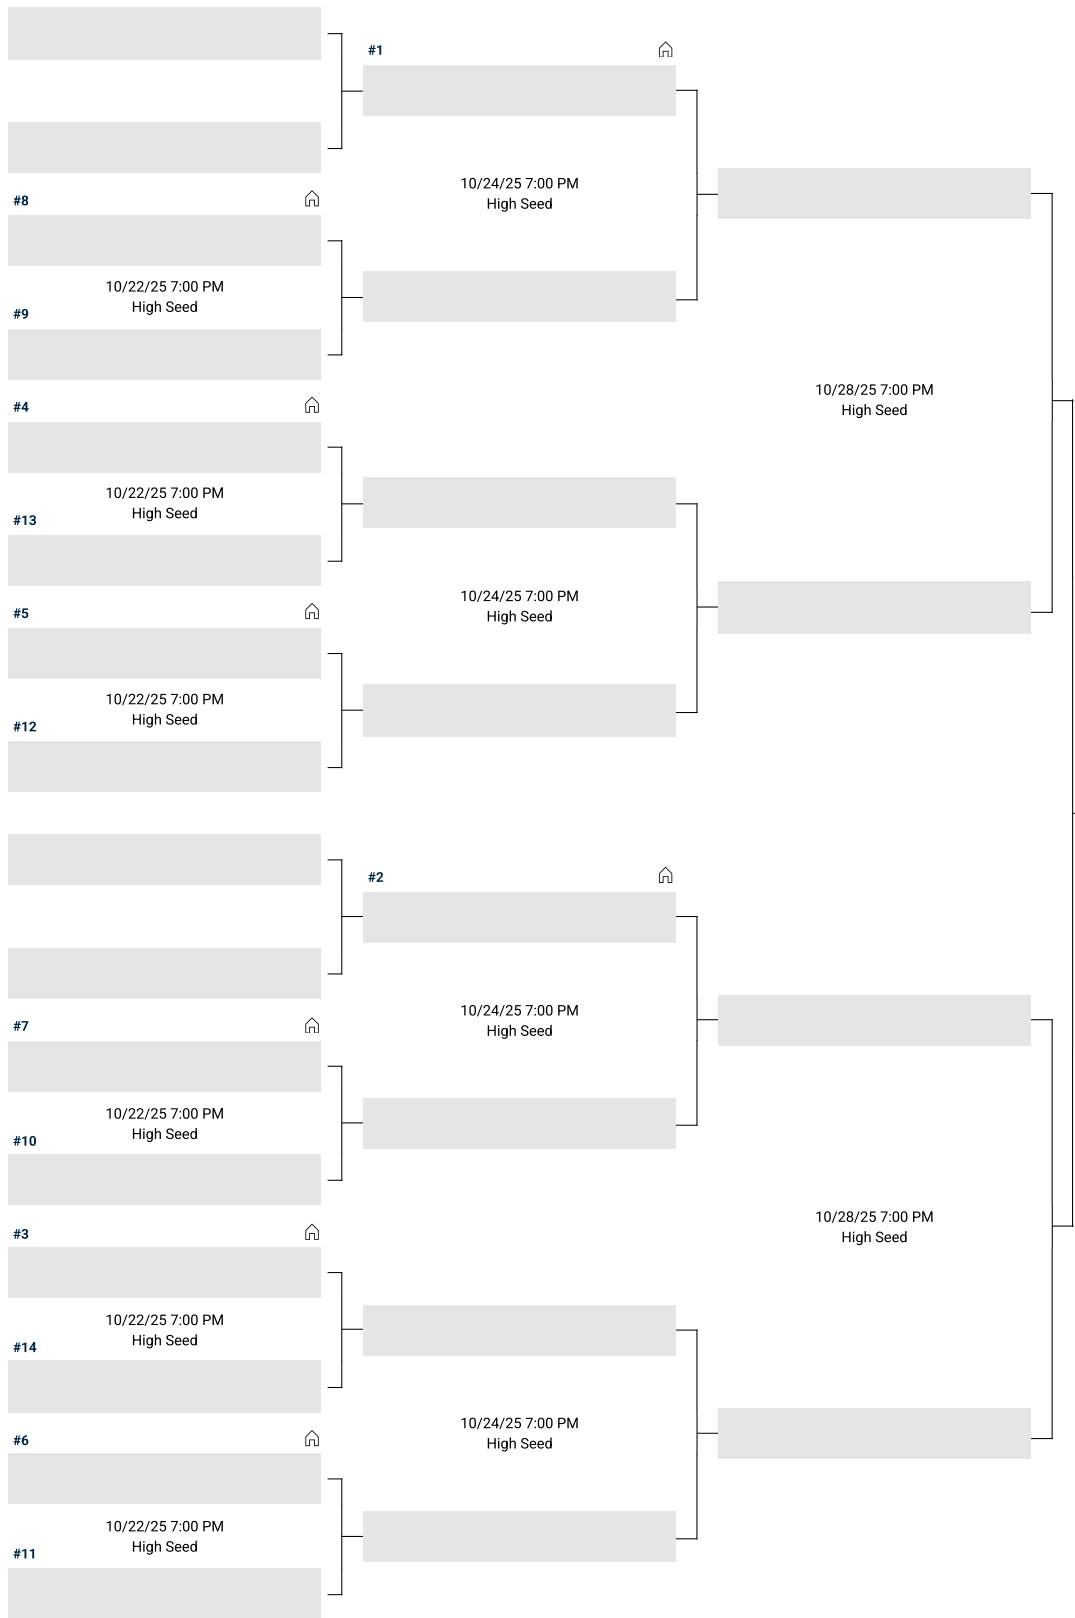 #1
10/24/25 7:00 PM
High Seed
#8
10/22/25 7:00 PM
High Seed
#9
10/28/25 7:00 PM
High Seed
#4
10/22/25 7:00 PM
High Seed
#13
10/24/25 7:00 PM
High Seed
#5
10/22/25 7:00 PM
High Seed
#12
#2
10/24/25 7:00 PM
High Seed
#7
10/22/25 7:00 PM
High Seed
#10
10/28/25 7:00 PM
High Seed
#3
10/22/25 7:00 PM
High Seed
#14
10/24/25 7:00 PM
High Seed
#6
10/22/25 7:00 PM
High Seed
#11